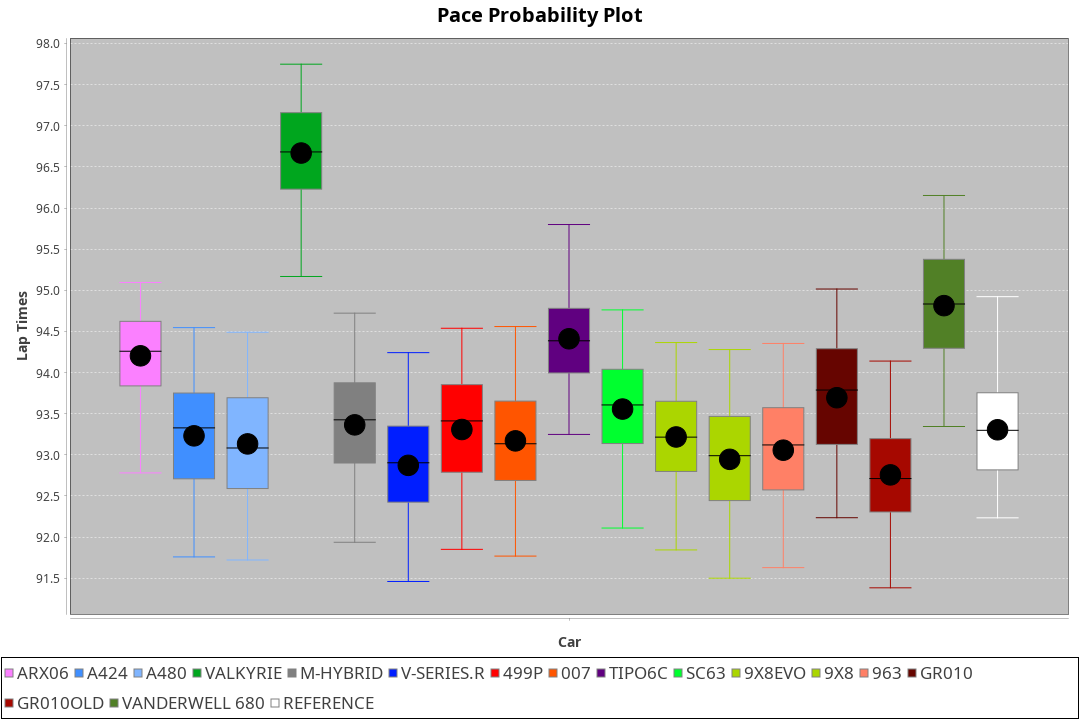 Pace Probability Plot
98.0
97.5
97.0
96.5
96.0
95.5
95.0
94.5
94.0
93.5
93.0
92.5
92.0
91.5
Lap Times
Car
ARX06 A424 A480 VALKYRIE M-HYBRID V-SERIES.R 499P 007 TIPO6C SC63 9X8EVO 9X8 963 GR010
GR010OLD VANDERWELL 680 REFERENCE